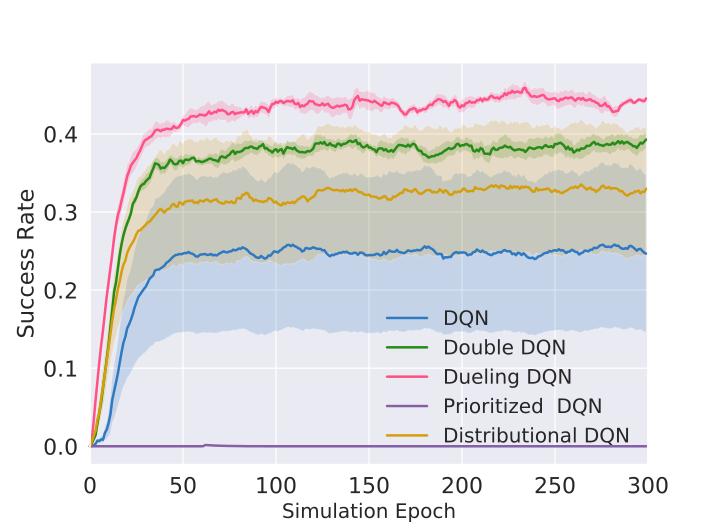 0.4
0.3
0.2
0.1
0.0
Success Rate
DQN
Double DQN
Dueling DQN
Prioritized  DQN
Distributional DQN
0 50 100 150 200 250 300
Simulation Epoch